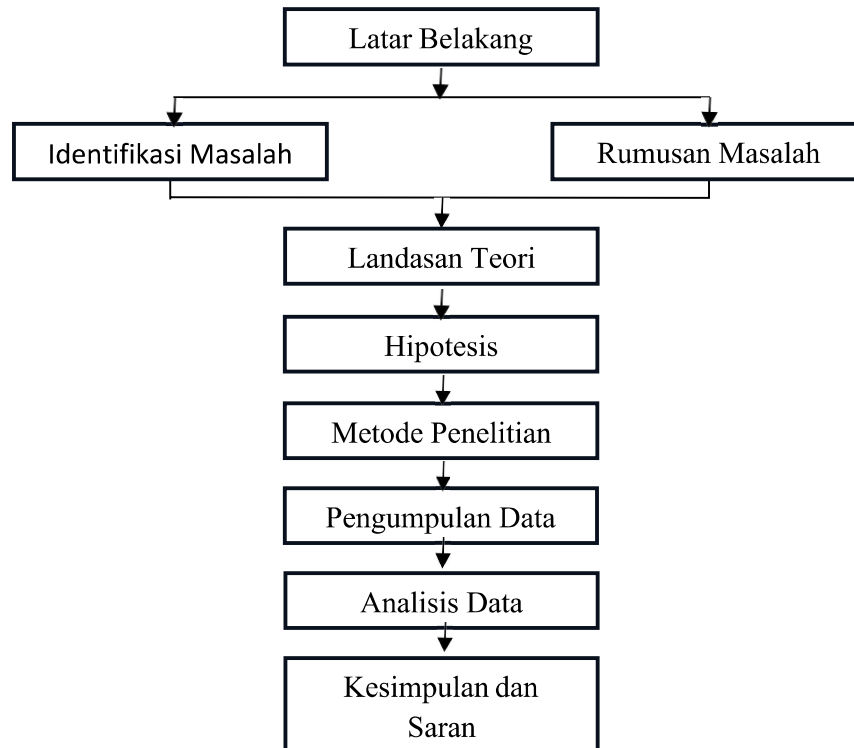 Latar Belakang
Identifikasi Masalah
Rumusan Masalah
Landasan Teori
Hipotesis
Metode Penelitian
Pengumpulan Data
Analisis Data
Kesimpulan dan
Saran